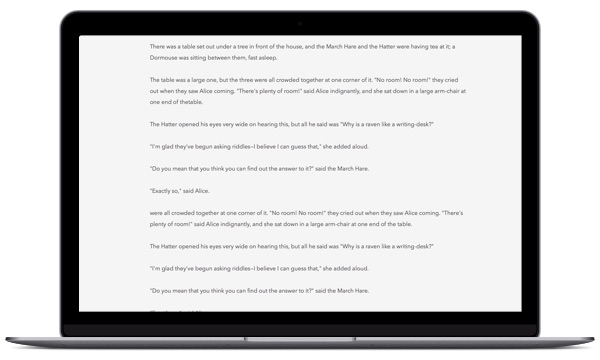 There was a table set out under a tree in front of the house, and the March Hare and the Hatter were having tea at it; a
Dormouse was sitting between them, fast asleep.
The table was a large one, but the three were all crowded together at one corner of it. "No room! No room!" they cried
out when they saw Alice coming. "There's plenty of room!" said Alice indignantly, and she sat down in a large arm-chair at
one end of thetable.
The Hatter opened his eyes very wide on hearing this, but all he said was "Why is a raven like a writing-desk?"
"I'm glad they've begun asking riddles—I believe I can guess that," she added aloud.
"Do you mean that you think you can find out the answer to it?" said the March Hare.
"Exactly so," said Alice.
were all crowded together at one corner of it. "No room! No room!" they cried out when they saw Alice coming. "There's
plenty of room!" said Alice indignantly, and she sat down in a large arm-chair at one end of the table.
The Hatter opened his eyes very wide on hearing this, but all he said was "Why is a raven like a writing-desk?"
"I'm glad they've begun asking riddles—I believe I can guess that," she added aloud.
"Do you mean that you think you can find out the answer to it?" said the March Hare.